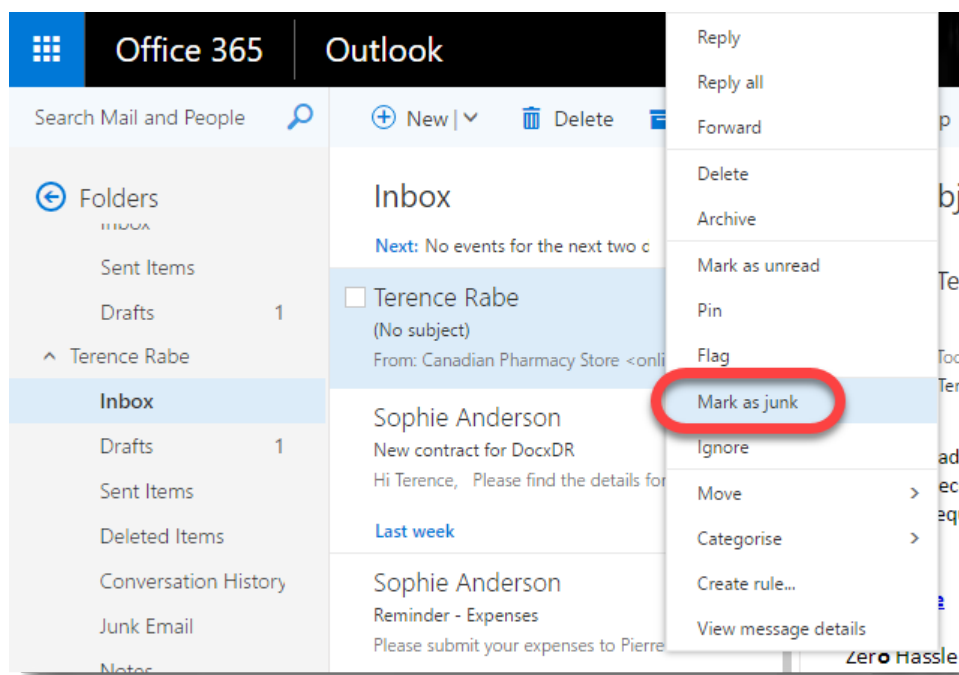 Office 365
Outlook
Search Mail and People
New
Delete
Folders
Inbox
Sent Items
Drafts 1
Terence Rabe
Inbox
Drafts 1
Sent Items
Deleted Items
Conversation History
Junk Email
Notes
Inbox
Next: No events for the next two
Terence Rabe
(No subject)
From: Canadian Pharmacy Store <onli
Sophie Anderson
New contract for DocxDR
Hi Terence, Please find the details for
Last week
Sophie Anderson
Reminder - Expenses
Please submit your expenses to Pierre
Reply
Reply all
Forward
Delete
Archive
Mark as unread
Pin
Flag
Mark as junk
Ignore
Move
Categorise
Create rule...
View message details
Zero Hassle